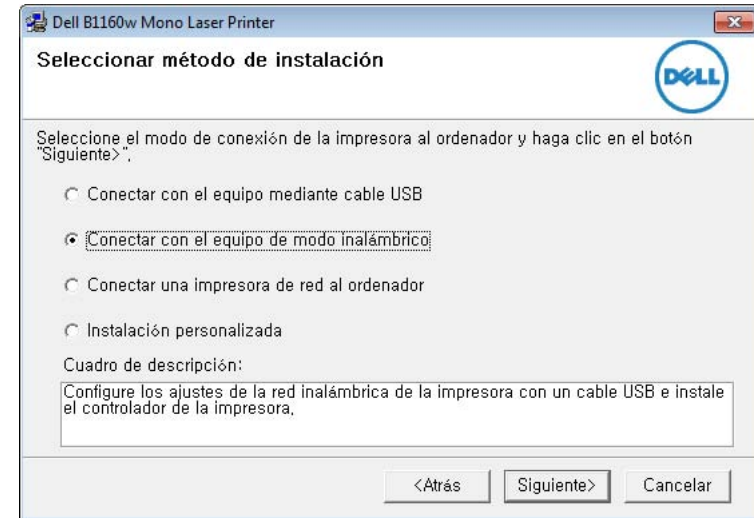 Dell B1160w Mono Laser Printer
Seleccionar método de instalación
DELL
Seleccione el modo de conexión de la impresora al ordenador y haga clic en el botón
"Siguiente>",
Conectar con el equipo mediante cable USB
Conectar con el equipo de modo inalámbrico
Conectar una impresora de red al ordenador
Instalación personalizada
Cuadro de descripción:
Configure los ajustes de la red inalámbrica de la impresora con un cable USB e instale
el controlador de la impresora,
<Atrás Siguiente> Cancelar